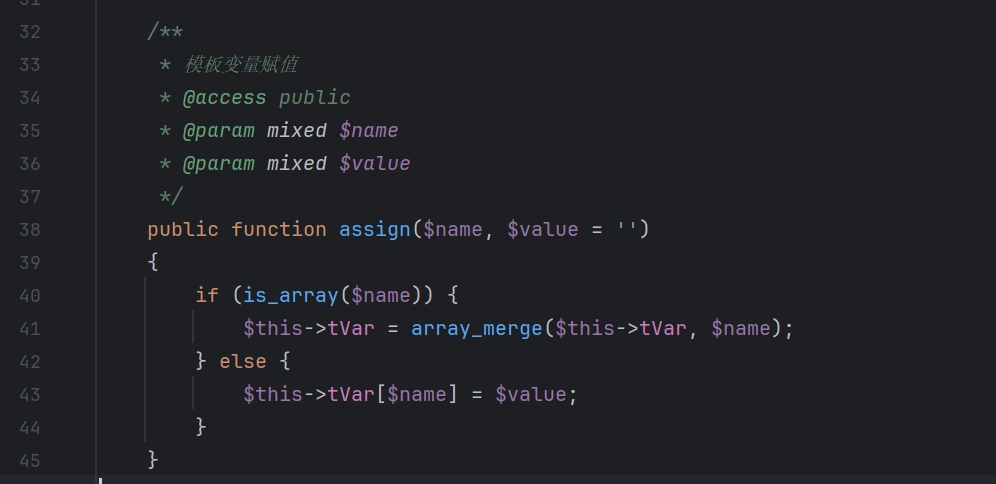 32 /**
33 * 模板变量赋值
34 * @access public
35 * @param mixed $name
36 * @param mixed $value
37 */
38 public function assign($name, $value = '')
39 {
40 if (is_array($name)) {
41 $this->tVar = array_merge($this->tVar, $name);
42 } else {
43 $this->tVar[$name] = $value;
44 }
45 }